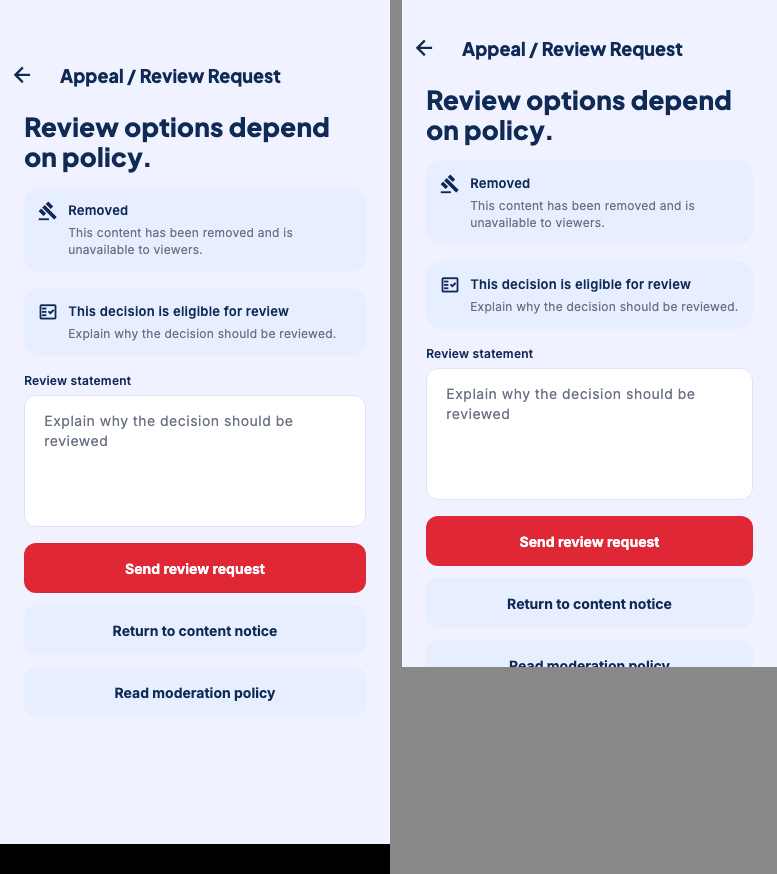 Appeal / Review Request
Review options depend
on policy.
Removed
This content has been removed and is
unavailable to viewers.
This decision is eligible for review
Explain why the decision should be reviewed.
Review statement
Explain why the decision should be
reviewed
Send review request
Return to content notice
Read moderation policy
Appeal / Review Request
Review options depend
on policy.
Removed
This content has been removed and is
unavailable to viewers.
This decision is eligible for review
Explain why the decision should be reviewed.
Review statement
Explain why the decision should be
reviewed
Send review request
Return to content notice
Read moderation policy